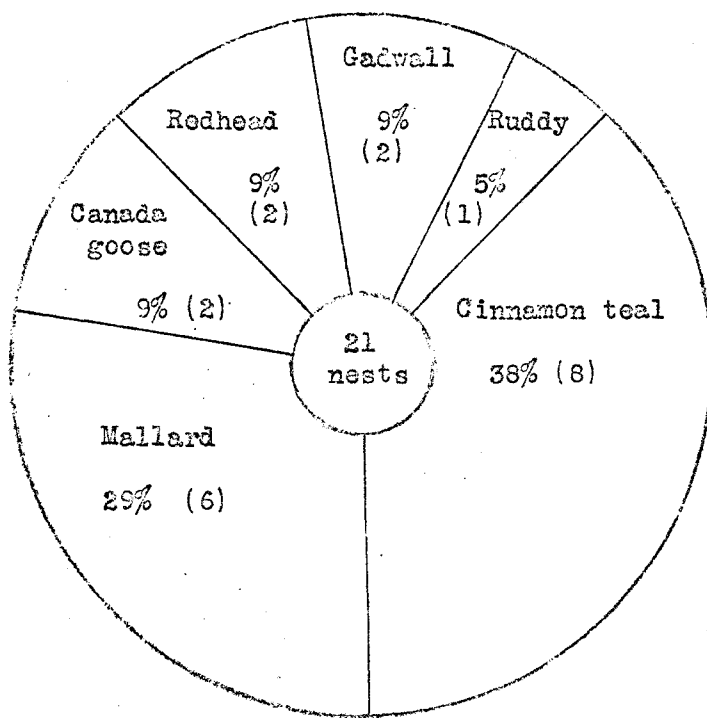 Gadwall
9%
(2)
Redhead
9%
(2)
Ruddy
5%
(1)
Canada
goose
9% (2)
Cinnamon teal
38% (8)
21
nests
Mallard
29% (6)